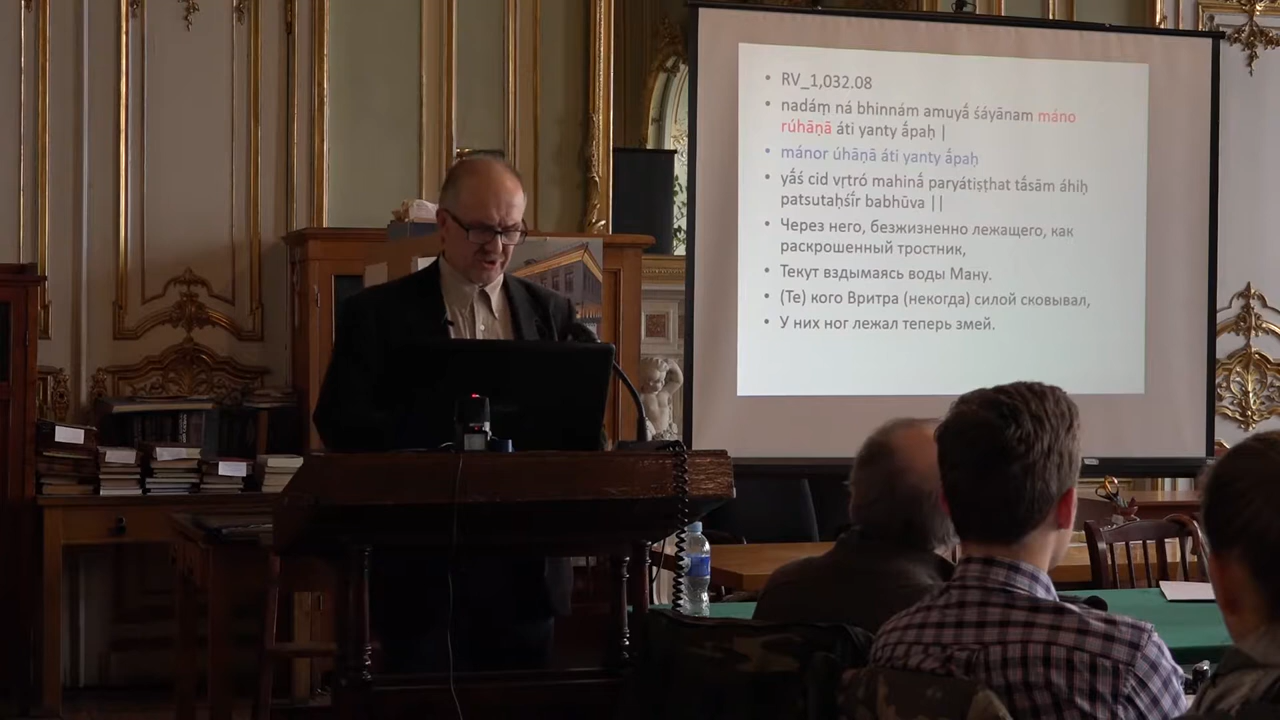 • RV_1,032.08
• nadáṃ ná bhinnám amuyā́ śáyānam máno
rúhāṇā áti yanty ā́paḥ |
• mánor úhāṇā áti yanty ā́paḥ
• yā́ś cid vṛtró mahinā́ paryátiṣṭhat tā́sām áhiḥ
patsutaḥśī́r babhūva ||
• Через него, безжизненно лежащего, как
раскрошенный тростник,
• Текут вздымаясь воды Ману.
• (Те) кого Вритра (некогда) силой сковывал,
• У них ног лежал теперь змей.